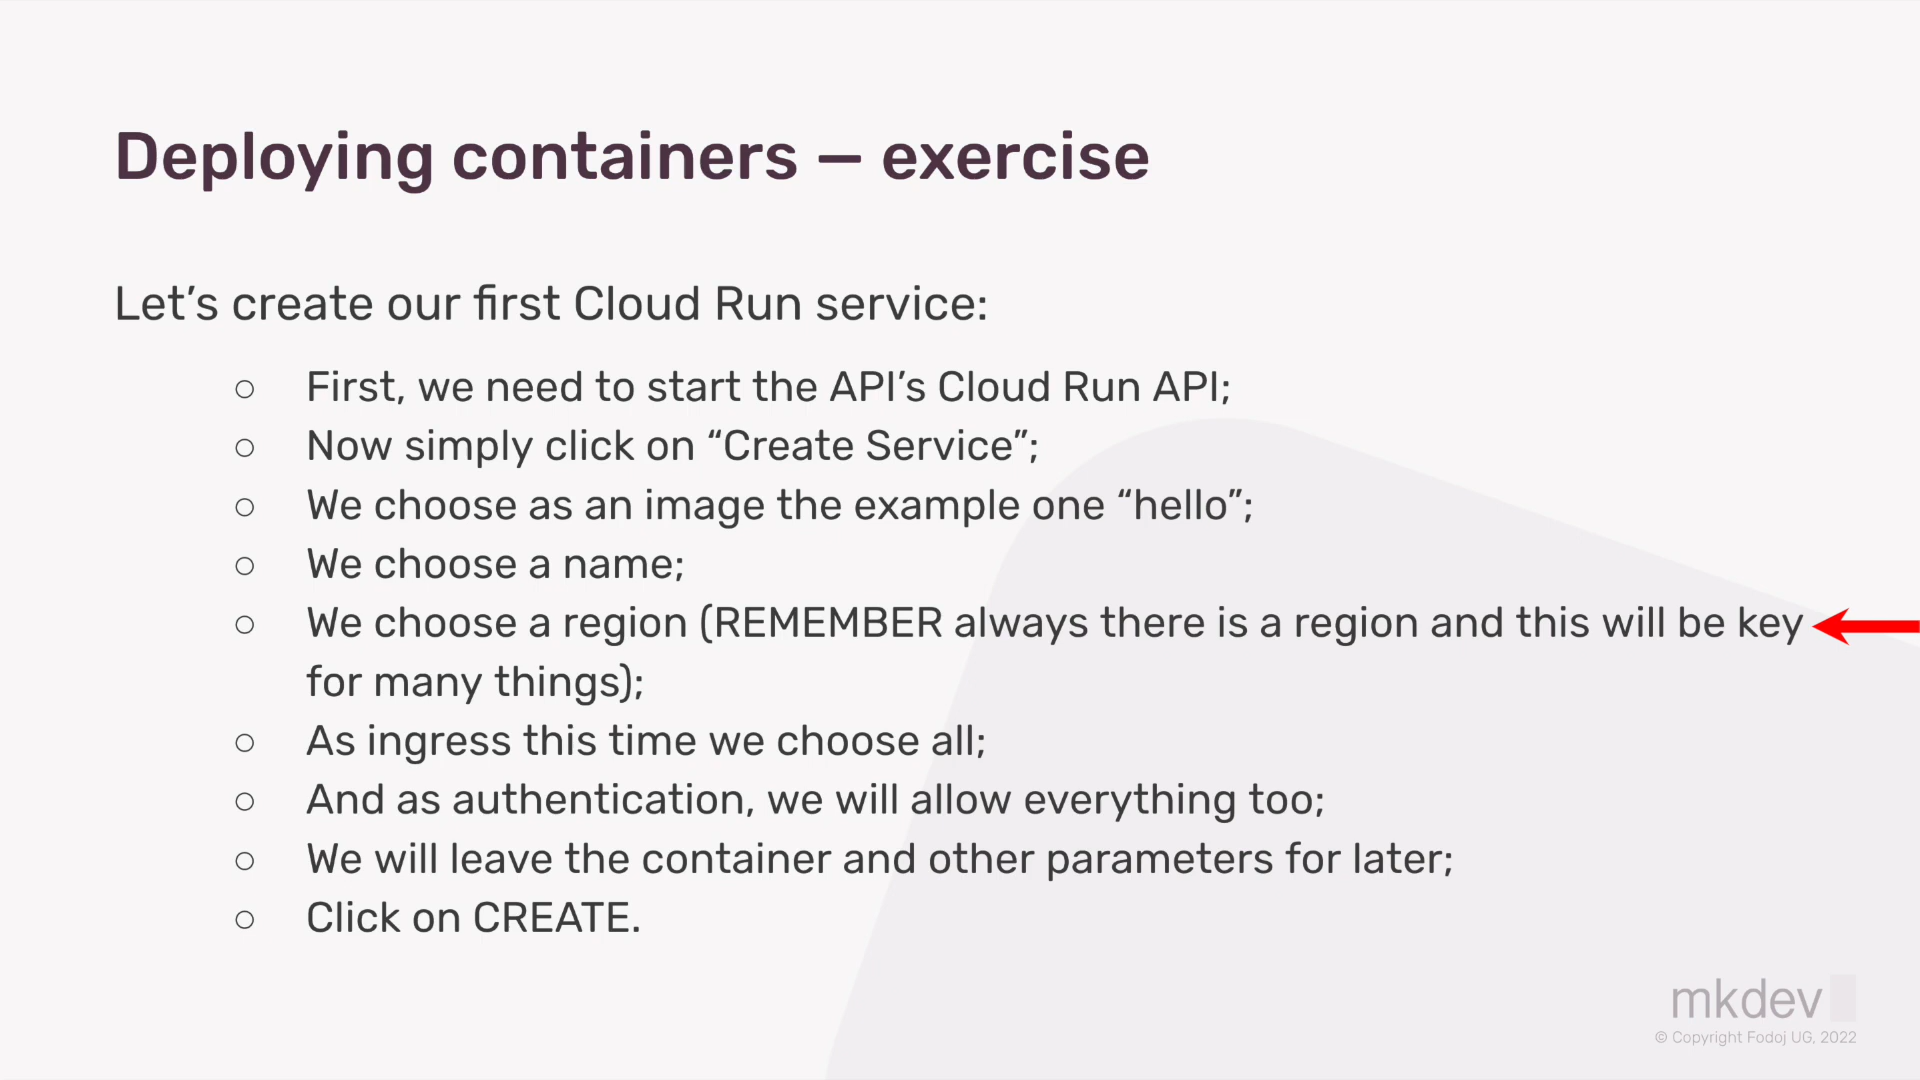 Deploying containers — exercise
Let’s create our first Cloud Run service:
○ First, we need to start the API’s Cloud Run API;
○ Now simply click on “Create Service”;
○ We choose as an image the example one “hello”;
○ We choose a name;
○ We choose a region (REMEMBER always there is a region and this will be key
for many things);
○ As ingress this time we choose all;
○ And as authentication, we will allow everything too;
○ We will leave the container and other parameters for later;
○ Click on CREATE.
mkdev
© Copyright Fodoj UG, 2022